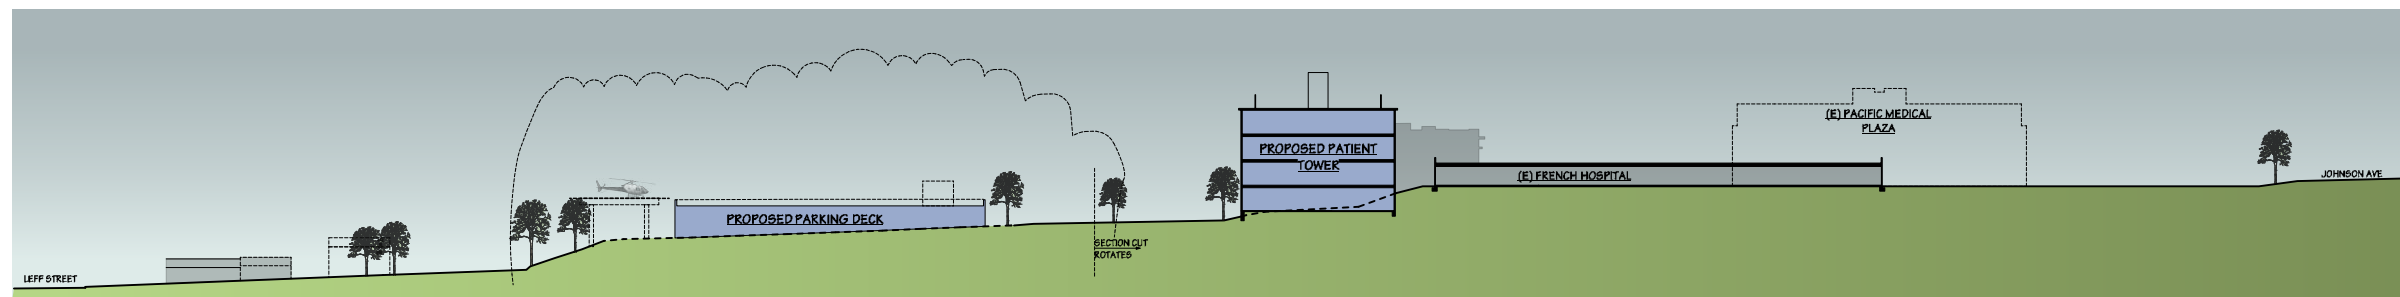 LEFF STREET
PROPOSED PARKING DECK
SECTION CUT
ROTATES
PROPOSED PATIENT
TOWER
(E) FRENCH HOSPITAL
(E) PACIFIC MEDICAL
PLAZA
JOHNSON AVE